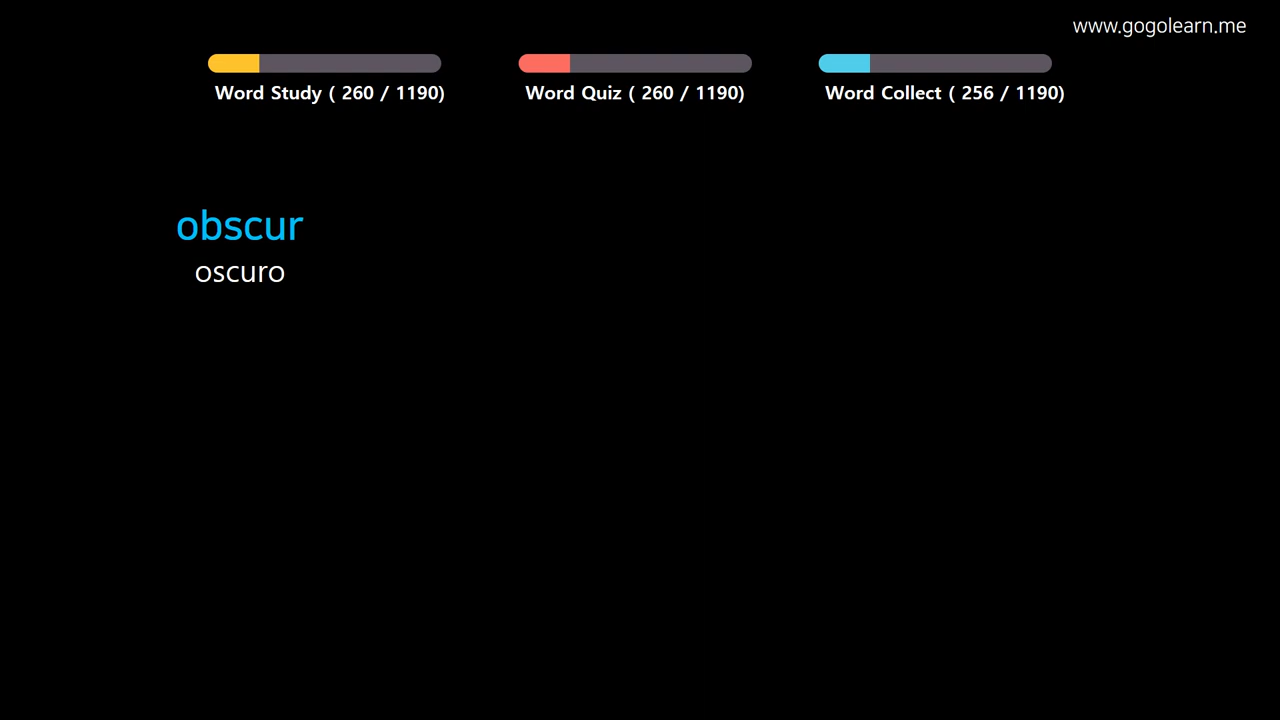 www.gogolearn.me
Word Study ( 260 / 1190)
Word Quiz ( 260 / 1190)
Word Collect ( 256 / 1190)
obscur
oscuro